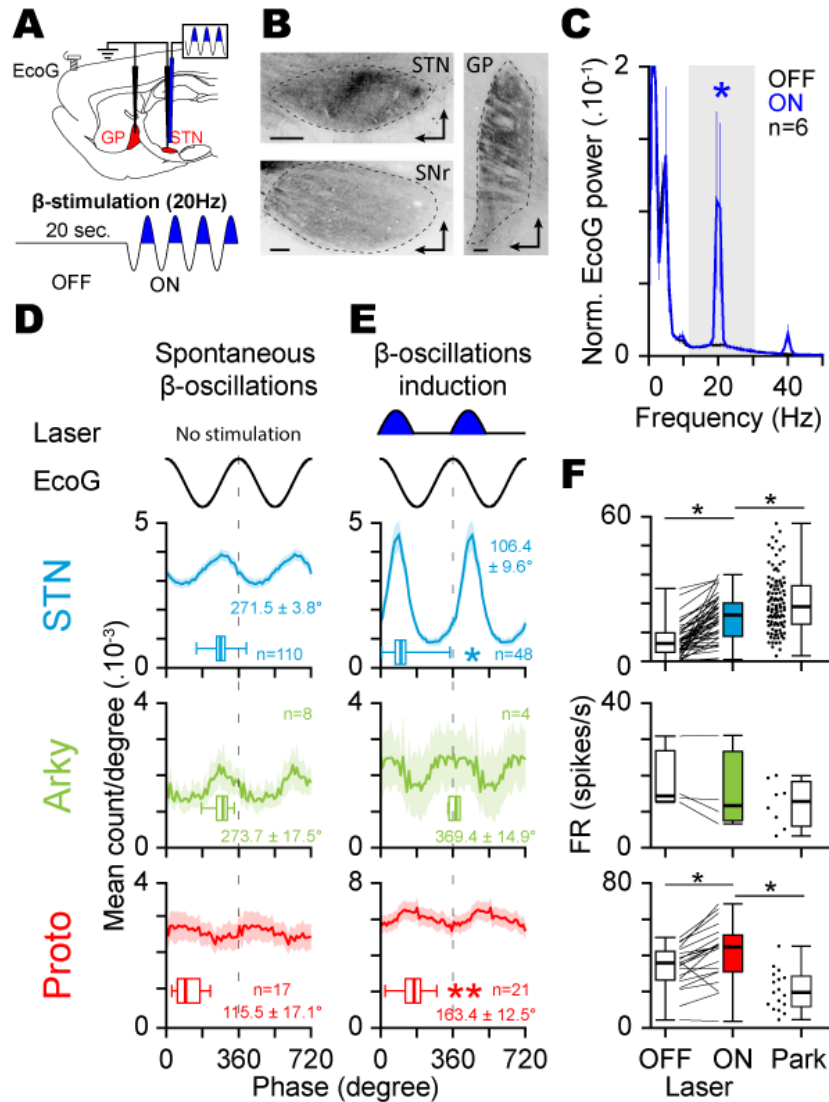 A
EcoG
GP
STN
β-stimulation (20Hz)
20 sec.
OFF
ON
B
STN
GP
SNr
C
Norm. EcoG power (.10⁻¹)
2
0
OFF
ON
n=6
*
0
20
40
Frequency (Hz)
D
Spontaneous
β-oscillations
E
β-oscillations
induction
Laser
No stimulation
EcoG
Mean count/degree (.10⁻³)
STN
5
0
271.5 ± 3.8°
n=110
5
0
106.4
± 9.6°
* n=48
Arky
4
0
n=8
273.7 ± 17.5°
4
0
n=4
369.4 ± 14.9°
Proto
4
0
n=17
115.5 ± 17.1°
8
0
** n=21
163.4 ± 12.5°
0 360 720
0 360 720
Phase (degree)
F
FR (spikes/s)
60
0
* *
40
0
80
0
* *
OFF ON Park
Laser